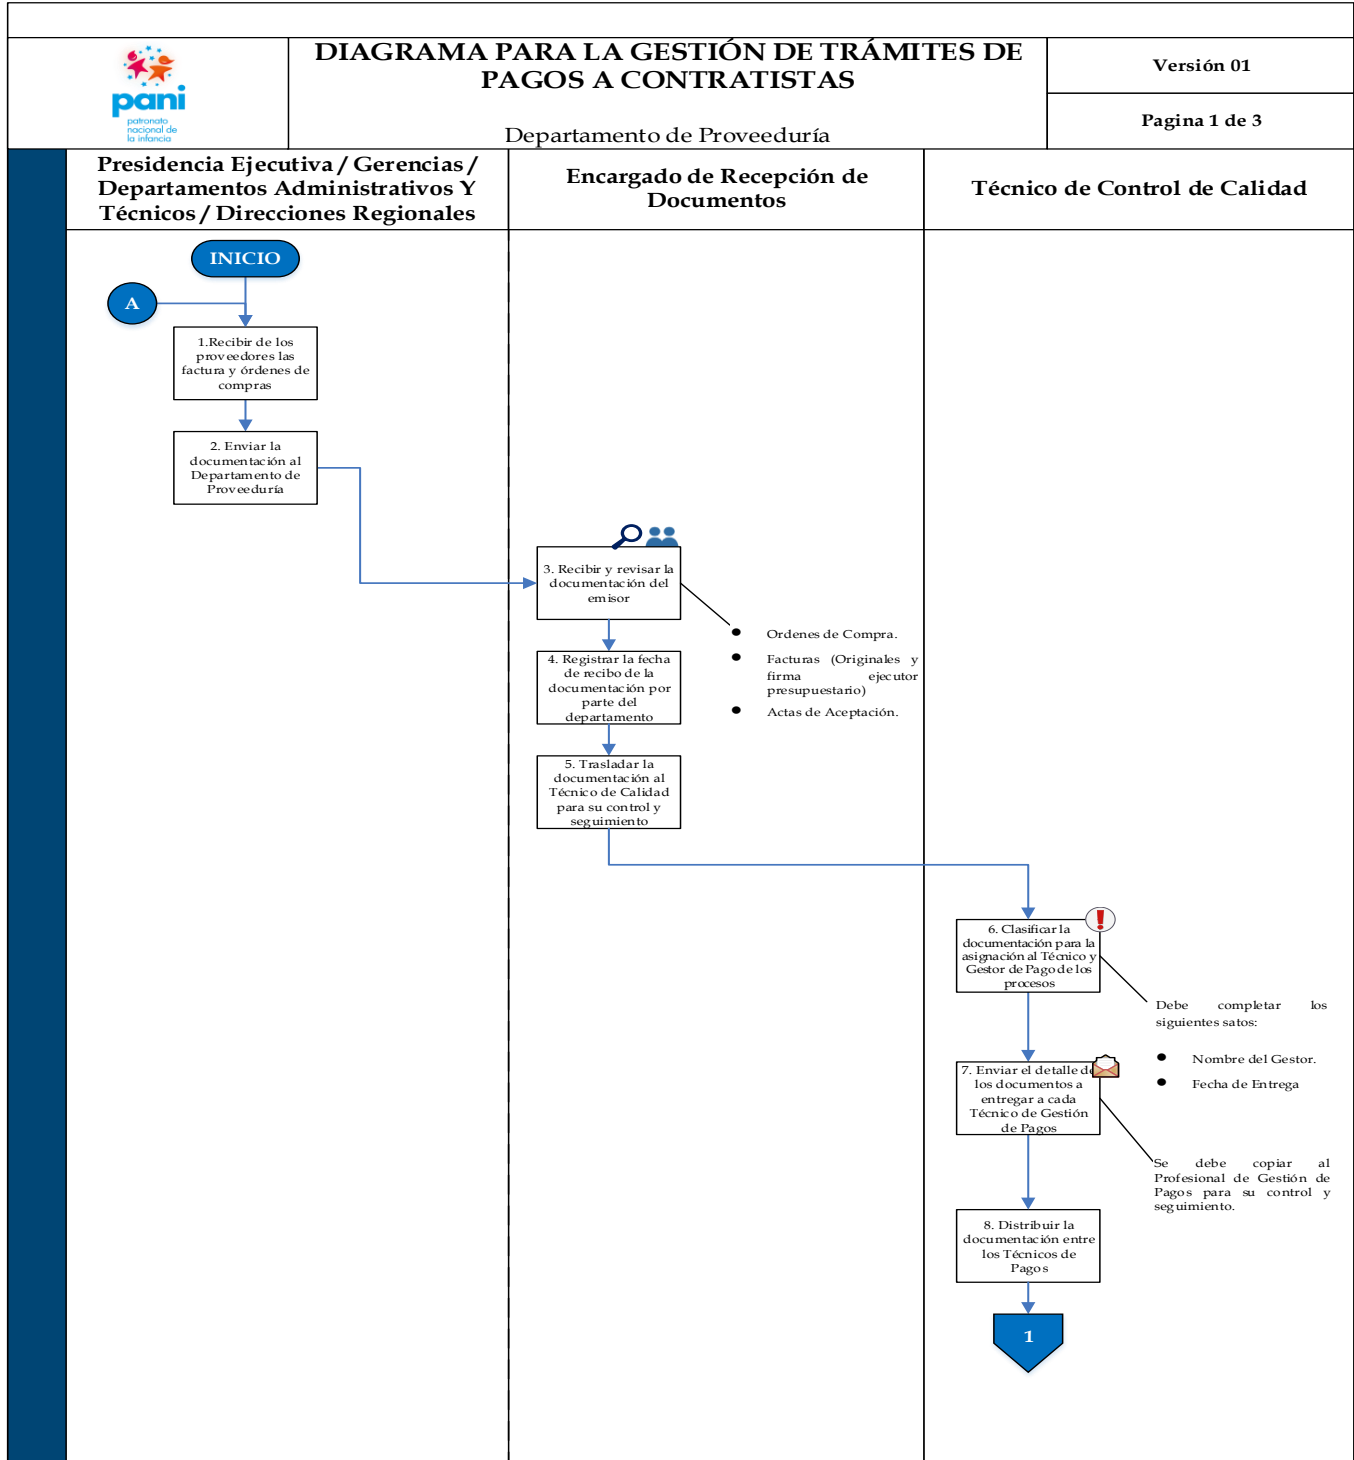 pani
patronato
nacional de
la infancia
DIAGRAMA PARA LA GESTIÓN DE TRÁMITES DE
PAGOS A CONTRATISTAS
Departamento de Proveeduría
Versión 01
Pagina 1 de 3
Presidencia Ejecutiva / Gerencias /
Departamentos Administrativos Y
Técnicos / Direcciones Regionales
Encargado de Recepción de
Documentos
Técnico de Control de Calidad
INICIO
A
1.Recibir de los
proveedores las
factura y órdenes de
compras
2. Enviar la
documentación al
Departamento de
Proveeduría
3. Recibir y revisar la
documentación del
emisor
● Ordenes de Compra.
● Facturas (Originales y
firma ejecutor
presupuestario)
● Actas de Aceptación.
4. Registrar la fecha
de recibo de la
documentación por
parte del
departamento
5. Trasladar la
documentación al
Técnico de Calidad
para su control y
seguimiento
6. Clasificar la
documentación para la
asignación al Técnico y
Gestor de Pago de los
procesos
Debe completar los
siguientes satos:
● Nombre del Gestor.
● Fecha de Entrega
7. Enviar el detalle de
los documentos a
entregar a cada
Técnico de Gestión
de Pagos
Se debe copiar al
Profesional de Gestión de
Pagos para su control y
seguimiento.
8. Distribuir la
documentación entre
los Técnicos de
Pagos
1